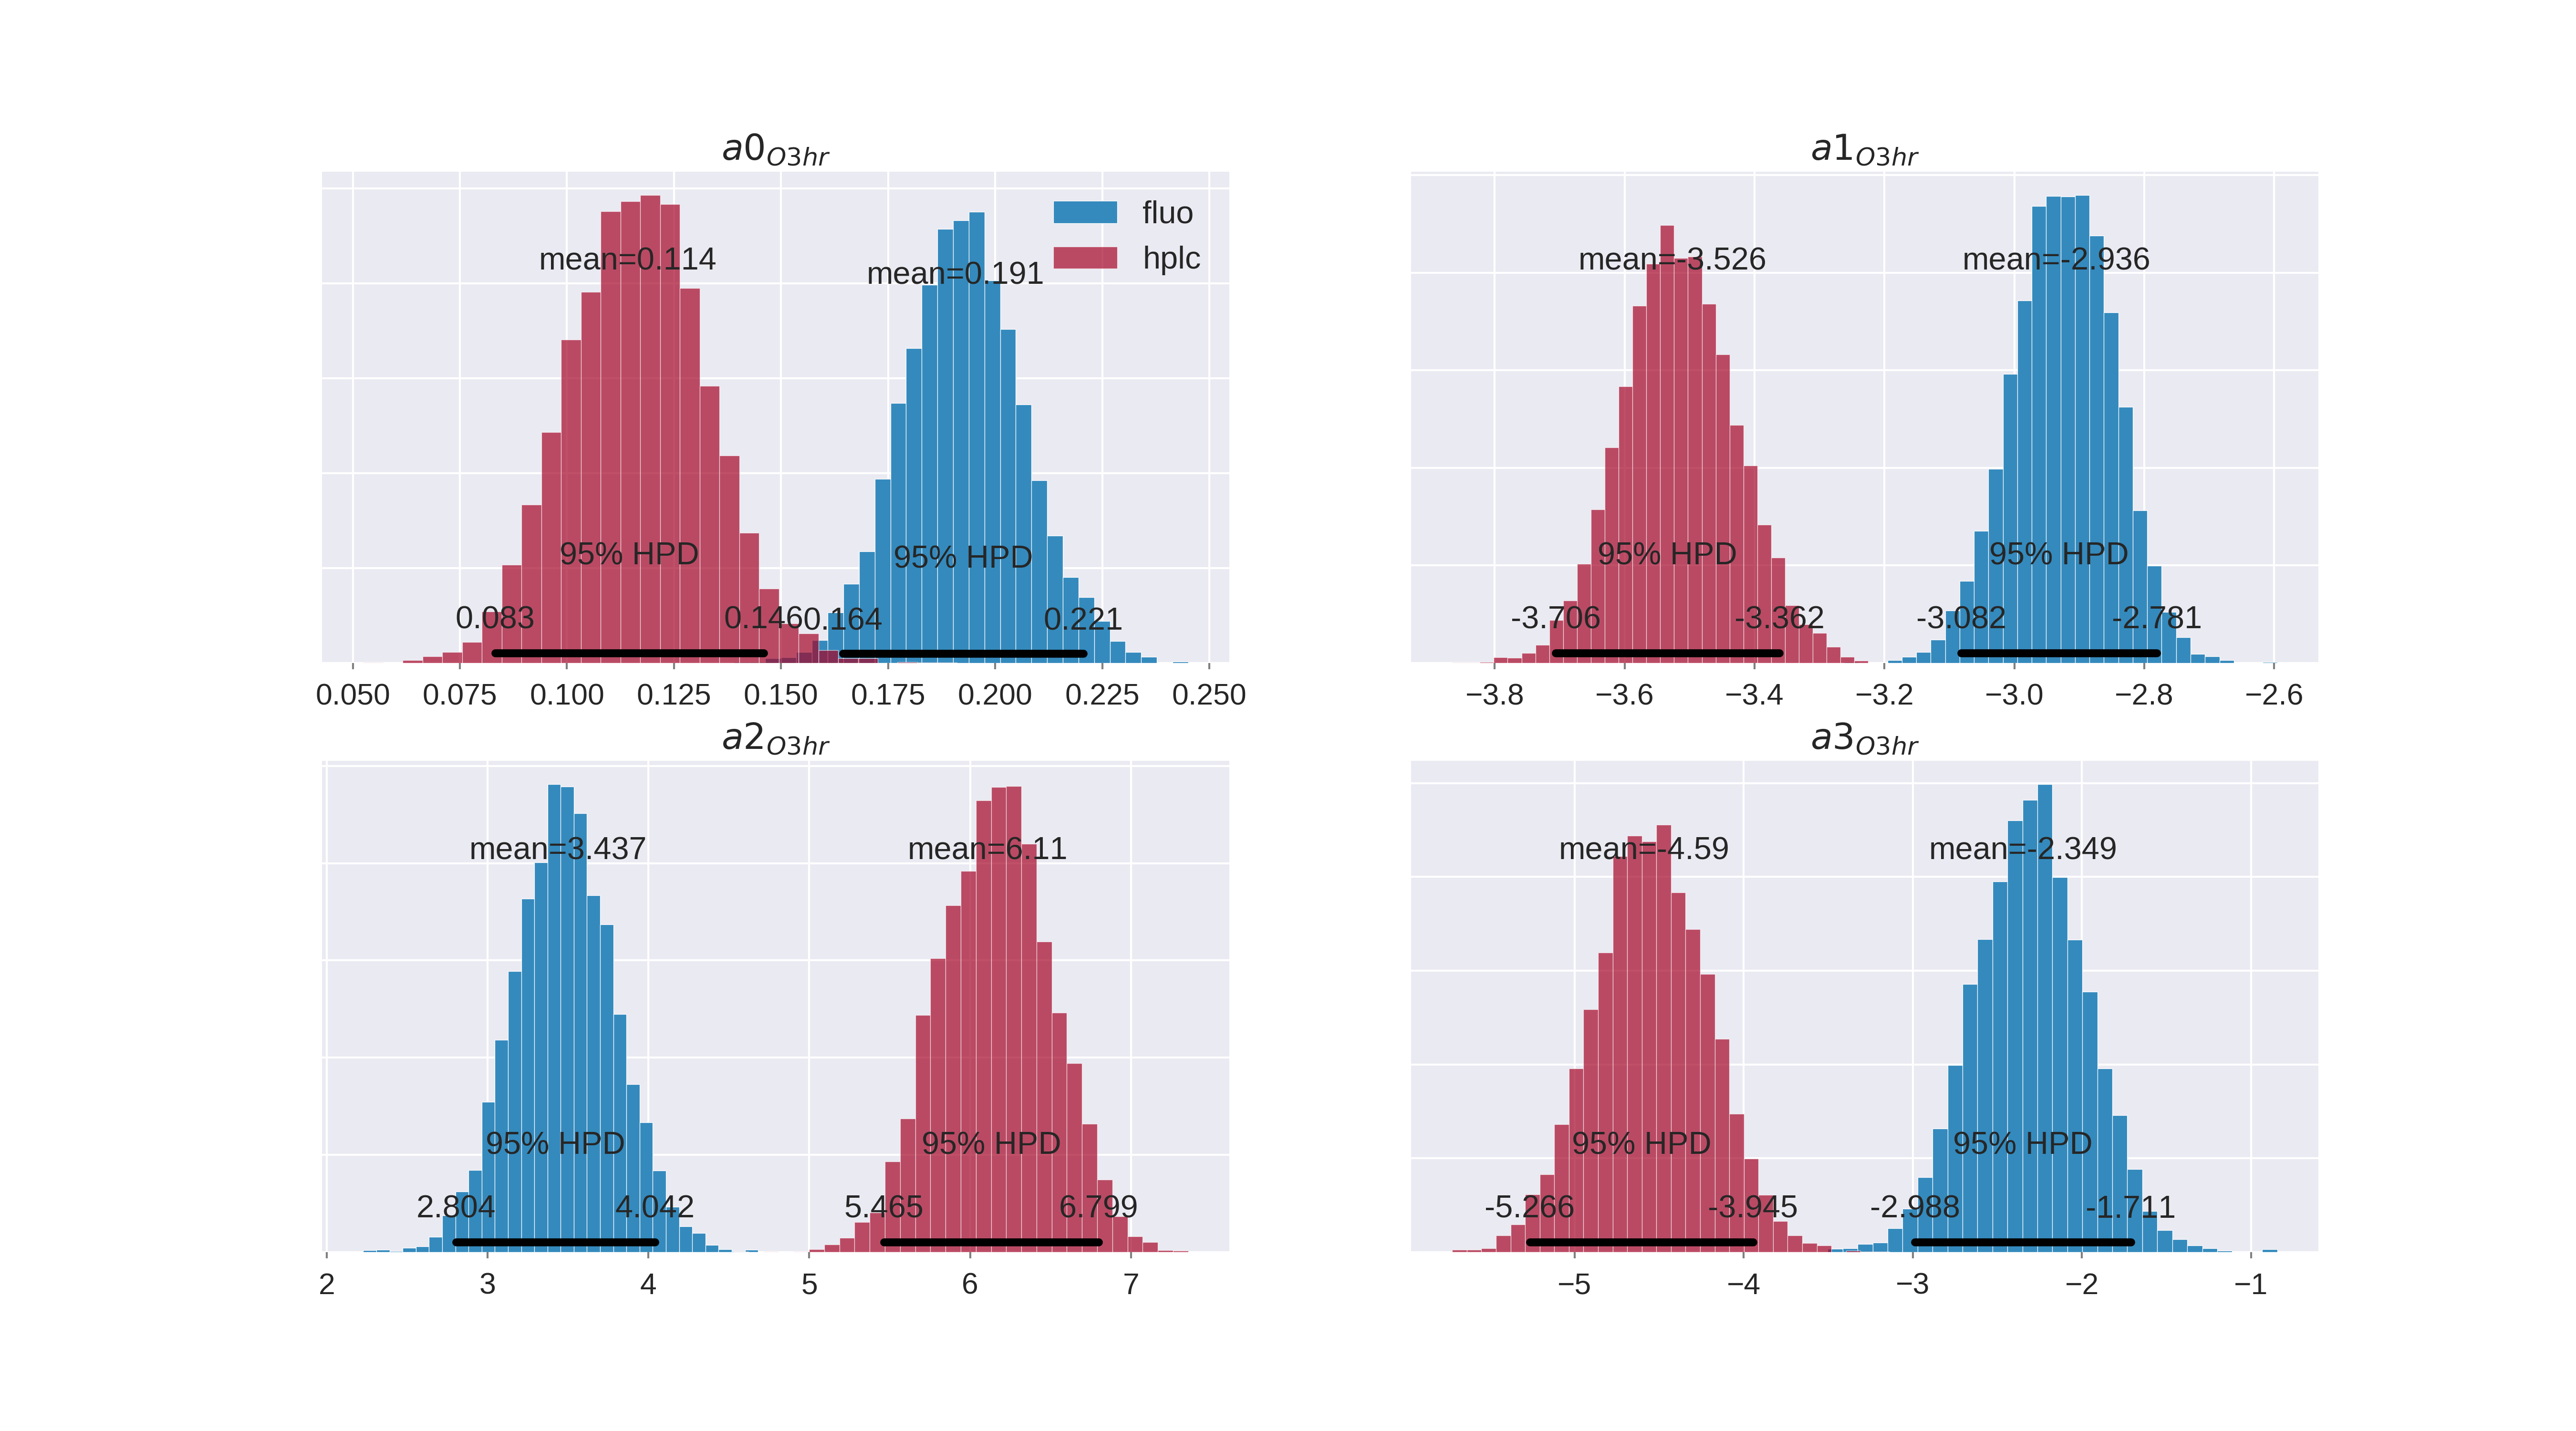 a0O3hr
fluo
hplc
mean=0.114
mean=0.191
95% HPD
95% HPD
0.083
0.146
0.164
0.221
0.050 0.075 0.100 0.125 0.150 0.175 0.200 0.225 0.250
a1O3hr
mean=-3.526
mean=-2.936
95% HPD
95% HPD
-3.706
-3.362
-3.082
-2.781
−3.8 −3.6 −3.4 −3.2 −3.0 −2.8 −2.6
a2O3hr
mean=3.437
mean=6.11
95% HPD
95% HPD
2.804
4.042
5.465
6.799
2 3 4 5 6 7
a3O3hr
mean=-4.59
mean=-2.349
95% HPD
95% HPD
-5.266
-3.945
-2.988
-1.711
−5 −4 −3 −2 −1